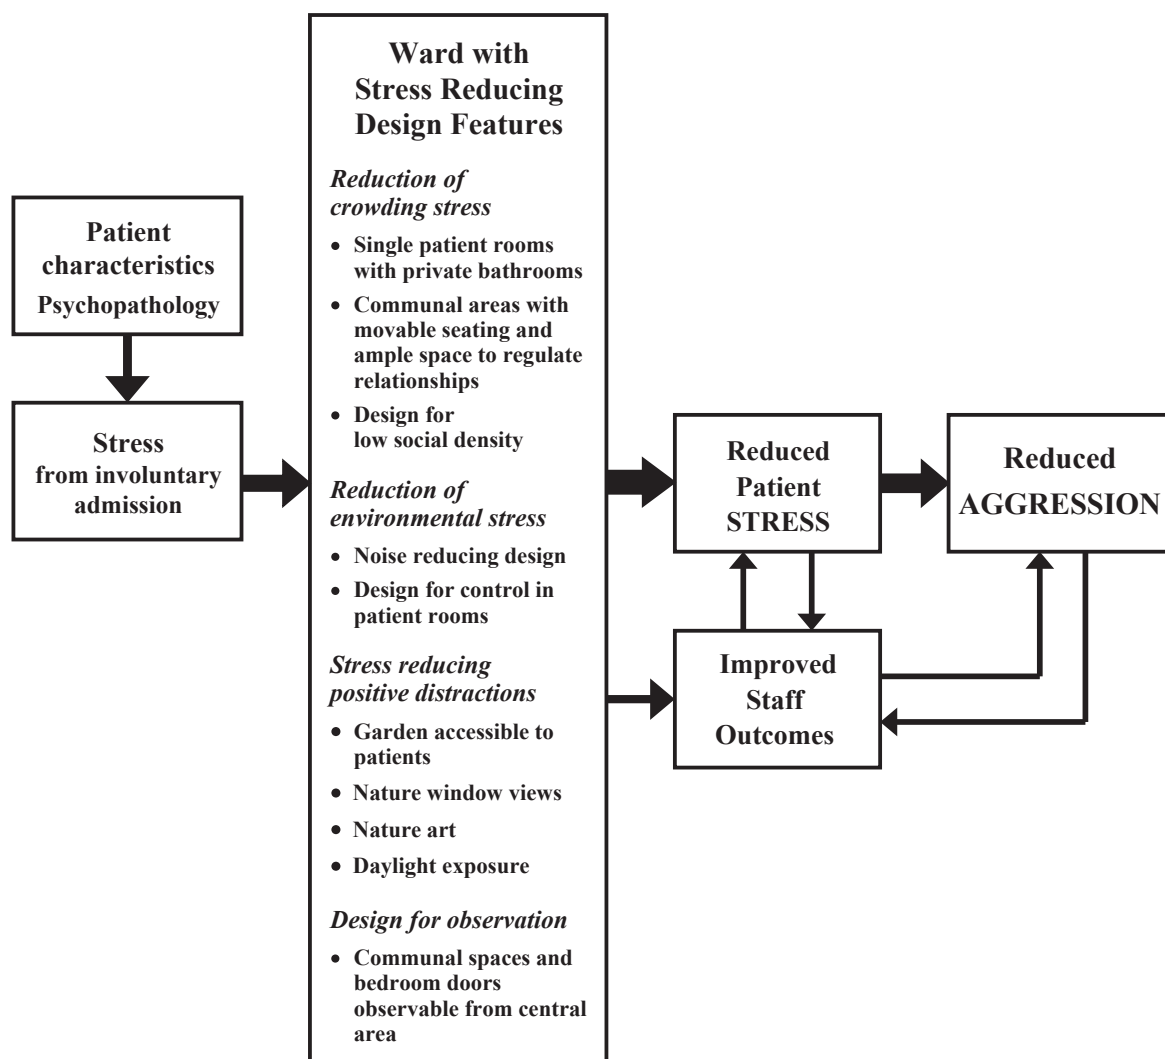 Patient
characteristics
Psychopathology
Stress
from involuntary
admission
Ward with
Stress Reducing
Design Features
Reduction of
crowding stress
• Single patient rooms
with private bathrooms
• Communal areas with
movable seating and
ample space to regulate
relationships
• Design for
low social density
Reduction of
environmental stress
• Noise reducing design
• Design for control in
patient rooms
Stress reducing
positive distractions
• Garden accessible to
patients
• Nature window views
• Nature art
• Daylight exposure
Design for observation
• Communal spaces and
bedroom doors
observable from central
area
Reduced
Patient
STRESS
Improved
Staff
Outcomes
Reduced
AGGRESSION